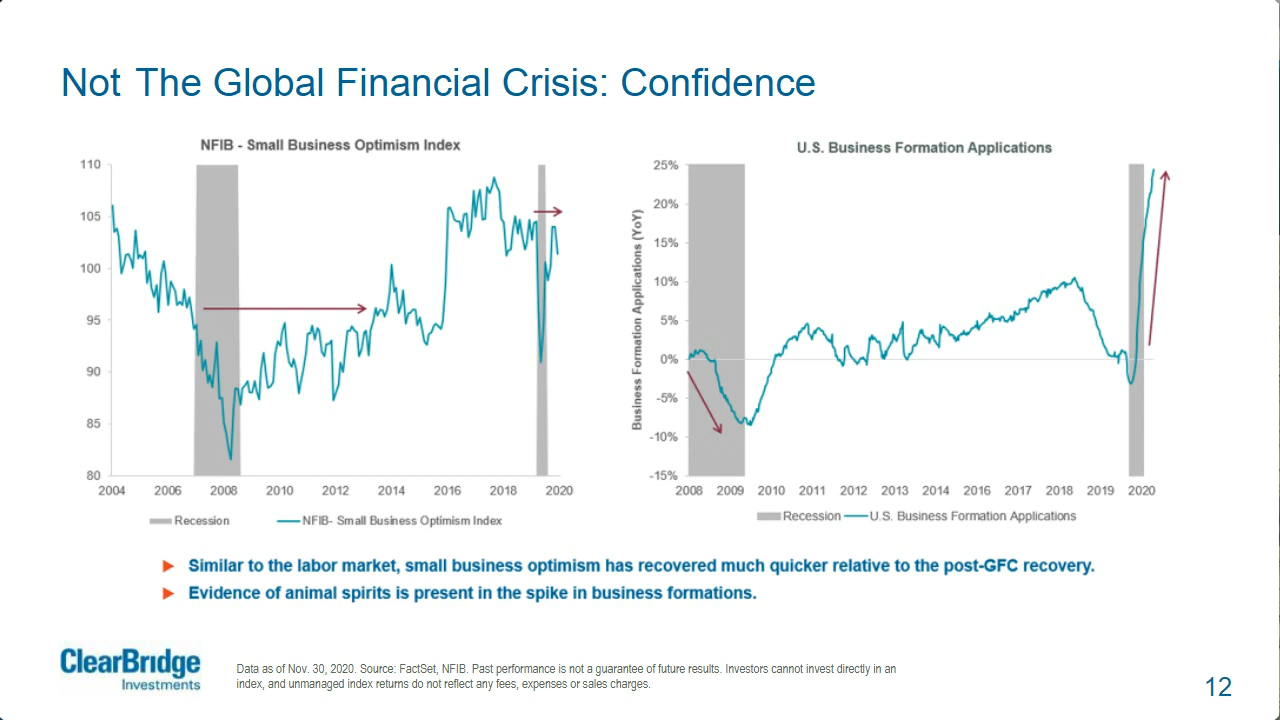 Not The Global Financial Crisis: Confidence
NFIB - Small Business Optimism Index
110
105
100
95
90
85
80
2004 2006 2008 2010 2012 2014 2016 2018 2020
Recession NFIB- Small Business Optimism Index
U.S. Business Formation Applications
Business Formation Applications (YoY)
25%
20%
15%
10%
5%
0%
-5%
-10%
-15%
2008 2009 2010 2011 2012 2013 2014 2016 2017 2018 2019 2020
Recession U.S. Business Formation Applications
Similar to the labor market, small business optimism has recovered much quicker relative to the post-GFC recovery.
Evidence of animal spirits is present in the spike in business formations.
ClearBridge
Investments
Data as of Nov. 30, 2020. Source: FactSet, NFIB. Past performance is not a guarantee of future results. Investors cannot invest directly in an
index, and unmanaged index returns do not reflect any fees, expenses or sales charges.
12